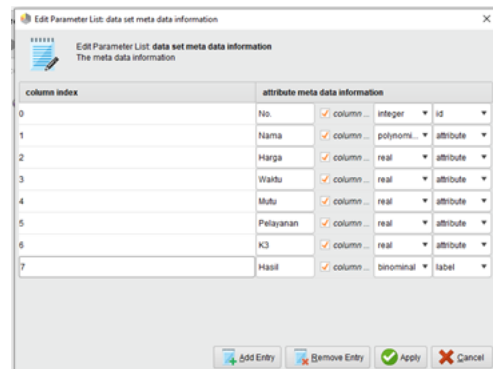 Edit Parameter List: data set meta data information
Edit Parameter List: data set meta data information
The meta data information
column index attribute meta data information
0 No. column ... integer id
1 Nama column ... polynomi... attribute
2 Harga column ... real attribute
3 Waktu column ... real attribute
4 Mutu column ... real attribute
5 Pelayanan column ... real attribute
6 K3 column ... real attribute
7 Hasil column ... binominal label
Add Entry Remove Entry Apply Cancel